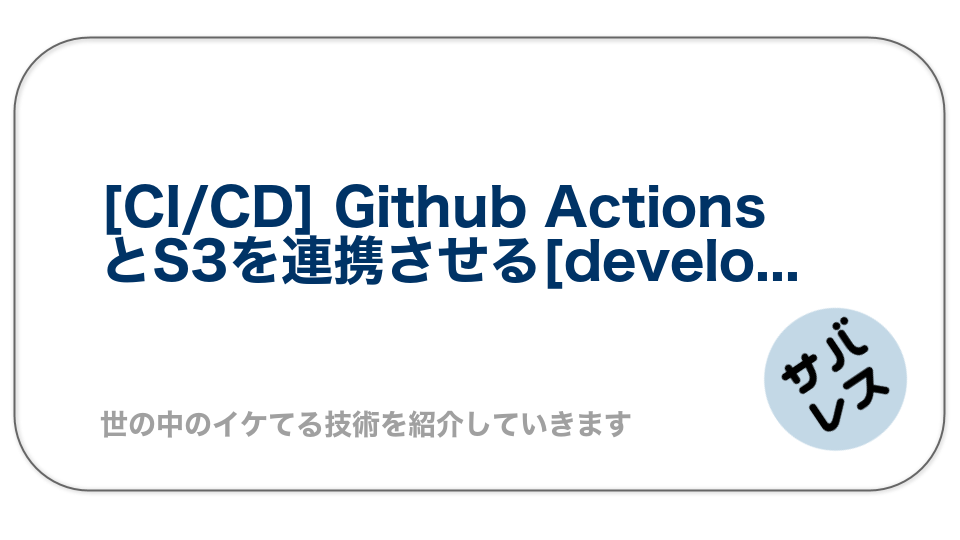 [CI/CD] Github Actions
とS3を連携させる[develo...
サバ
レス
世の中のイケてる技術を紹介していきます